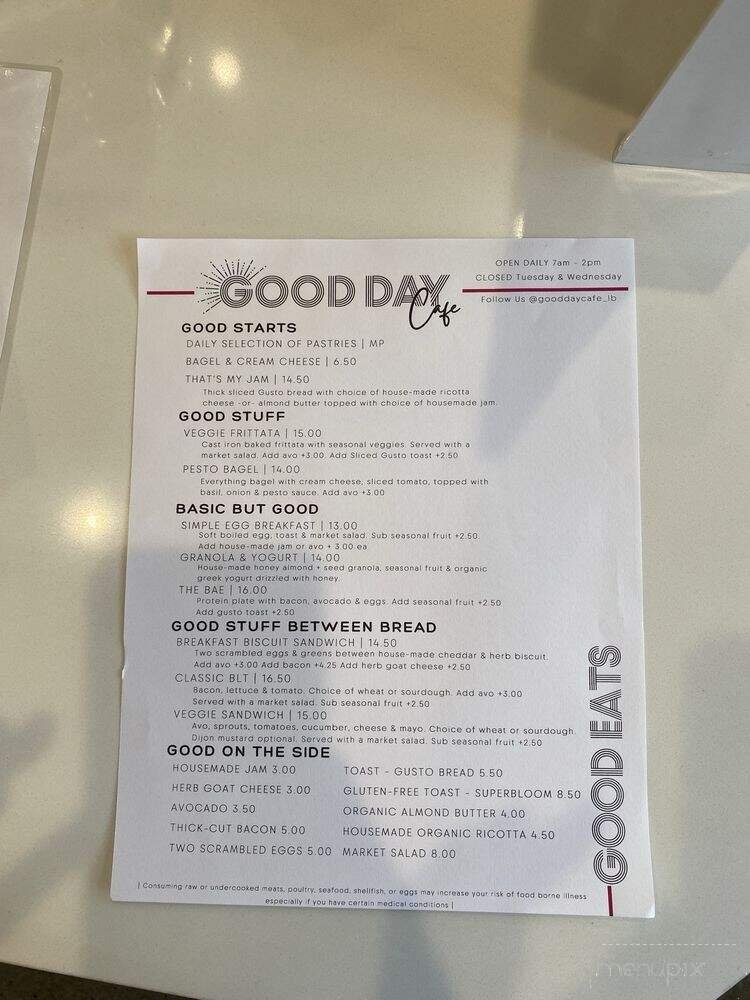 GOOD DAY
Cafe
OPEN DAILY 7am - 2pm
CLOSED Tuesday & Wednesday
Follow Us @gooddaycafe_lb
GOOD STARTS
DAILY SELECTION OF PASTRIES | MP
BAGEL & CREAM CHEESE | 6.50
THAT'S MY JAM | 14.50
Thick sliced Gusto bread with choice of house-made ricotta
cheese -or- almond butter topped with choice of housemade jam.
GOOD STUFF
VEGGIE FRITTATA | 15.00
Cast iron baked frittata with seasonal veggies. Served with a
market salad. Add avo +3.00. Add Sliced Gusto toast +2.50
PESTO BAGEL | 14.00
Everything bagel with cream cheese, sliced tomato, topped with
basil, onion & pesto sauce. Add avo +3.00
BASIC BUT GOOD
SIMPLE EGG BREAKFAST | 13.00
Soft boiled egg, toast & market salad. Sub seasonal fruit +2.50.
Add house-made jam or avo + 3.00 ea
GRANOLA & YOGURT | 14.00
House-made honey almond + seed granola, seasonal fruit & organic
greek yogurt drizzled with honey.
THE BAE | 16.00
Protein plate with bacon, avocado & eggs. Add seasonal fruit +2.50
Add gusto toast +2.50
GOOD STUFF BETWEEN BREAD
BREAKFAST BISCUIT SANDWICH | 14.50
Two scrambled eggs & greens between house-made cheddar & herb biscuit.
Add avo +3.00 Add bacon +4.25 Add herb goat cheese +2.50
CLASSIC BLT | 16.50
Bacon, lettuce & tomato. Choice of wheat or sourdough. Add avo +3.00
Served with a market salad. Sub seasonal fruit +2.50
VEGGIE SANDWICH | 15.00
Avo, sprouts, tomatoes, cucumber, cheese & mayo. Choice of wheat or sourdough.
Dijon mustard optional. Served with a market salad. Sub seasonal fruit +2.50
GOOD ON THE SIDE
HOUSEMADE JAM 3.00
HERB GOAT CHEESE 3.00
AVOCADO 3.50
THICK-CUT BACON 5.00
TWO SCRAMBLED EGGS 5.00
TOAST - GUSTO BREAD 5.50
GLUTEN-FREE TOAST - SUPERBLOOM 8.50
ORGANIC ALMOND BUTTER 4.00
HOUSEMADE ORGANIC RICOTTA 4.50
MARKET SALAD 8.00
GOOD EATS
| Consuming raw or undercooked meats, poultry, seafood, shellfish, or eggs may increase your risk of food borne illness
especially if you have certain medical conditions |
menupix